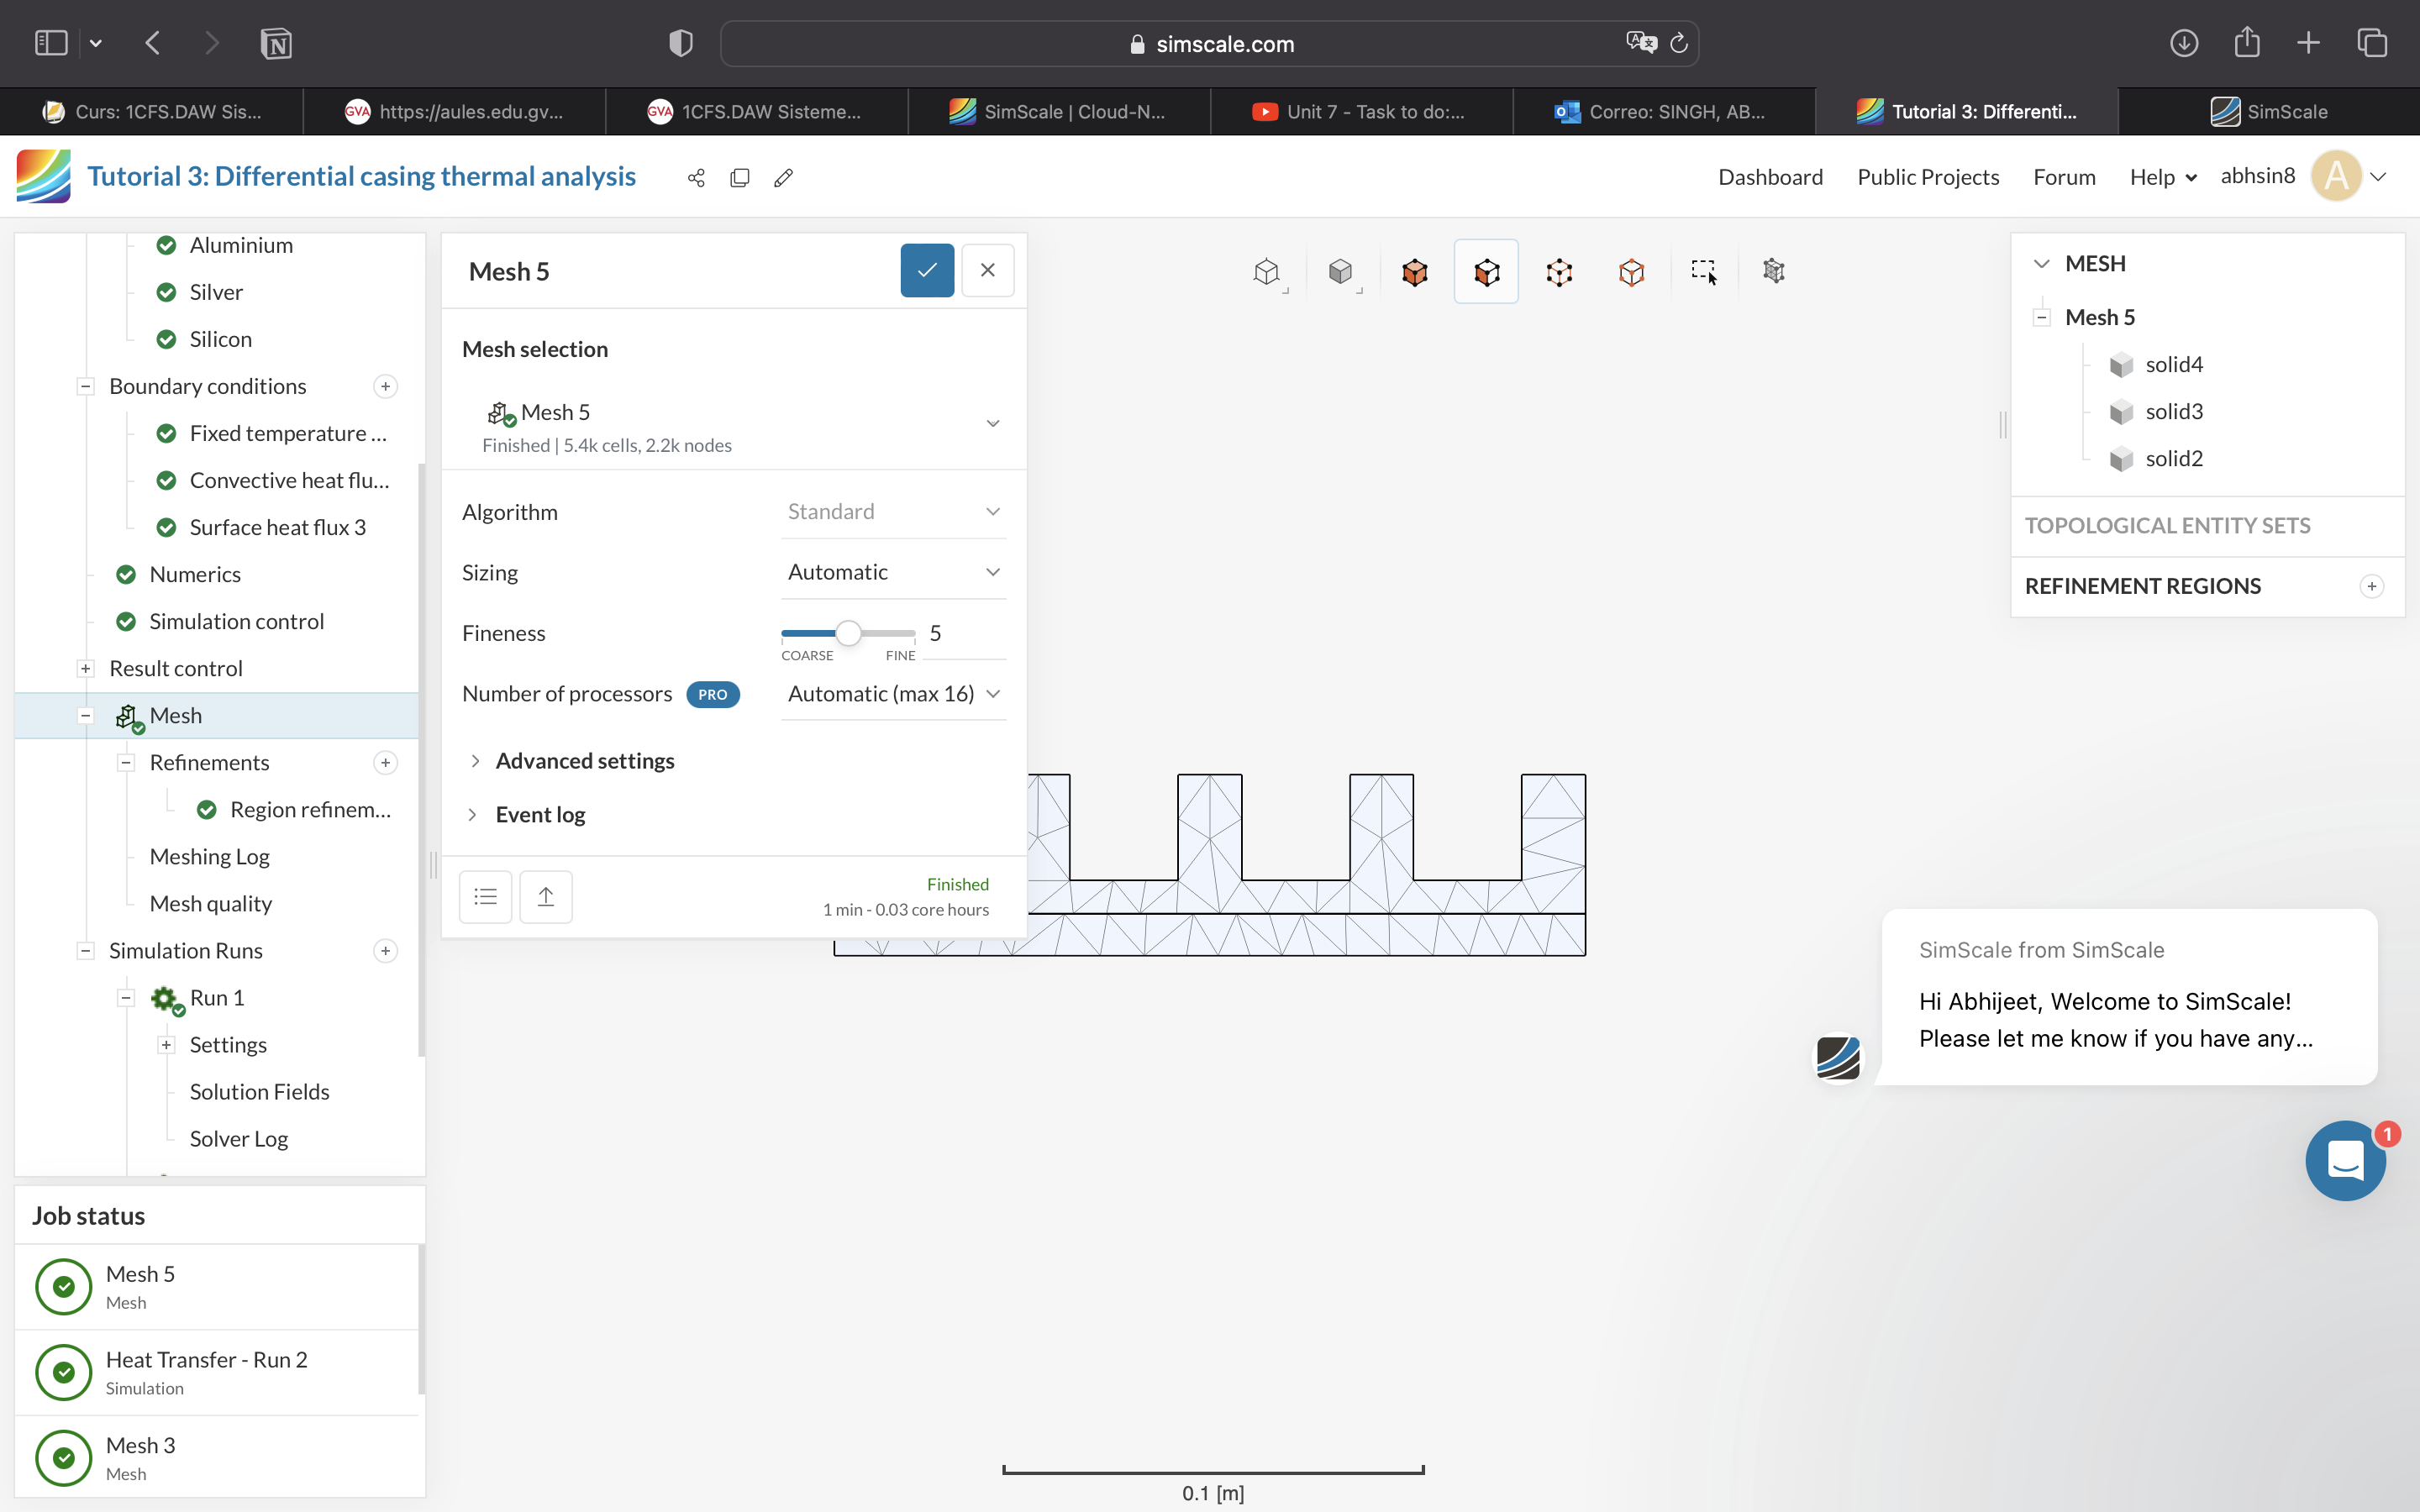 simscale.com
Curs: 1CFS.DAW Sis...
GVA
https://aules.edu.gv...
GVA
1CFS.DAW Sisteme...
SimScale | Cloud-N...
Unit 7 - Task to do:...
Correo: SINGH, AB...
Tutorial 3: Differenti...
SimScale
Tutorial 3: Differential casing thermal analysis
Dashboard
Public Projects
Forum
Help
abhsin8
A
Aluminium
Silver
Silicon
Boundary conditions
Fixed temperature ...
Convective heat flu...
Surface heat flux 3
Numerics
Simulation control
Result control
Mesh
Refinements
Region refinem...
Meshing Log
Mesh quality
Simulation Runs
Run 1
Settings
Solution Fields
Solver Log
Job status
Mesh 5
Mesh
Heat Transfer - Run 2
Simulation
Mesh 3
Mesh
Mesh 5
Mesh selection
Mesh 5
Finished | 5.4k cells, 2.2k nodes
Algorithm
Standard
Sizing
Automatic
Fineness
5
COARSE
FINE
Number of processors
PRO
Automatic (max 16)
Advanced settings
Event log
Finished
1 min - 0.03 core hours
0.1 [m]
MESH
Mesh 5
solid4
solid3
solid2
TOPOLOGICAL ENTITY SETS
REFINEMENT REGIONS
SimScale from SimScale
Hi Abhijeet, Welcome to SimScale!
Please let me know if you have any...
1